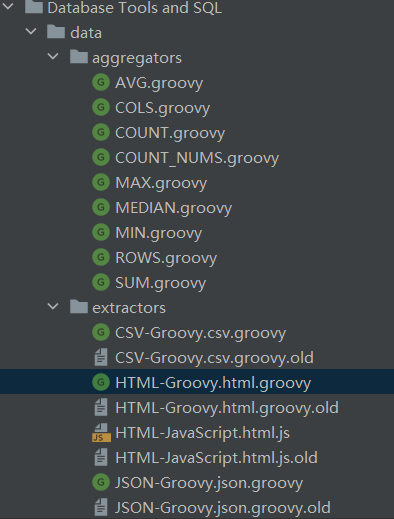 Database Tools and SQL
data
aggregators
AVG.groovy
COLS.groovy
COUNT.groovy
COUNT_NUMS.groovy
MAX.groovy
MEDIAN.groovy
MIN.groovy
ROWS.groovy
SUM.groovy
extractors
CSV-Groovy.csv.groovy
CSV-Groovy.csv.groovy.old
HTML-Groovy.html.groovy
HTML-Groovy.html.groovy.old
HTML-JavaScript.html.js
HTML-JavaScript.html.js.old
JSON-Groovy.json.groovy
JSON-Groovy.json.groovy.old